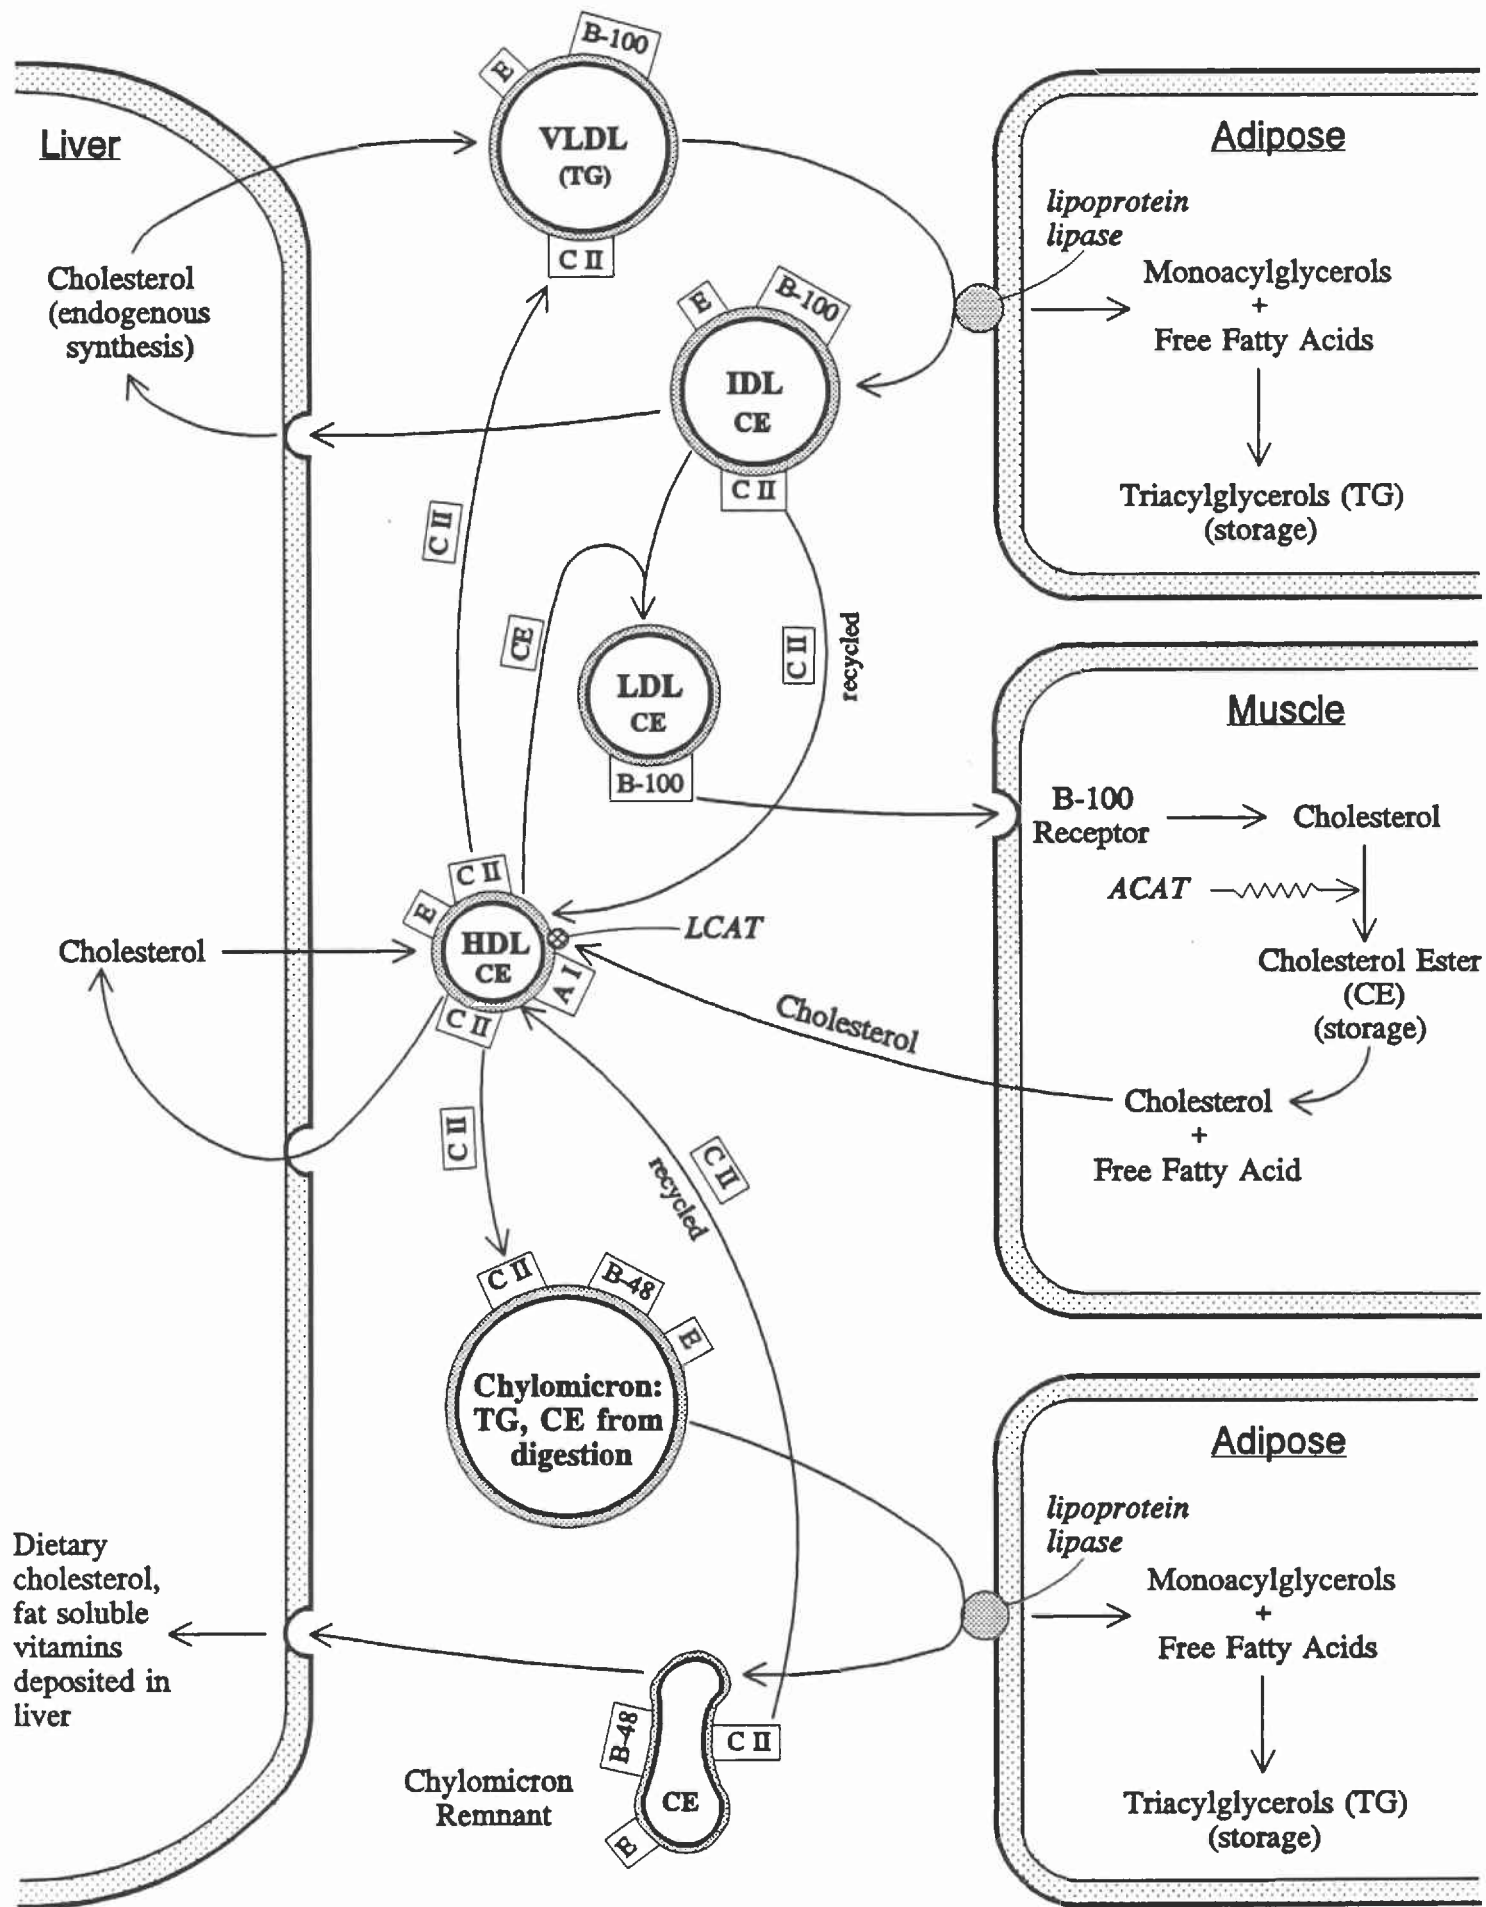 B-100
E
VLDL
(TG)
C II
Liver
Cholesterol
(endogenous
synthesis)
Adipose
lipoprotein
lipase
Monoacylglycerols
+
Free Fatty Acids
Triacylglycerols (TG)
(storage)
E
B-100
IDL
CE
C II
C II
CE
C II
recycled
LDL
CE
B-100
Muscle
B-100
Receptor
Cholesterol
ACAT
Cholesterol Ester
(CE)
(storage)
Cholesterol
+
Free Fatty Acid
Cholesterol
C II
E
HDL
CE
LCAT
A I
C II
Cholesterol
C II
C II
recycled
C II
B-48
E
Chylomicron:
TG, CE from
digestion
Adipose
lipoprotein
lipase
Monoacylglycerols
+
Free Fatty Acids
Triacylglycerols (TG)
(storage)
Dietary
cholesterol,
fat soluble
vitamins
deposited in
liver
B-48
C II
CE
E
Chylomicron
Remnant